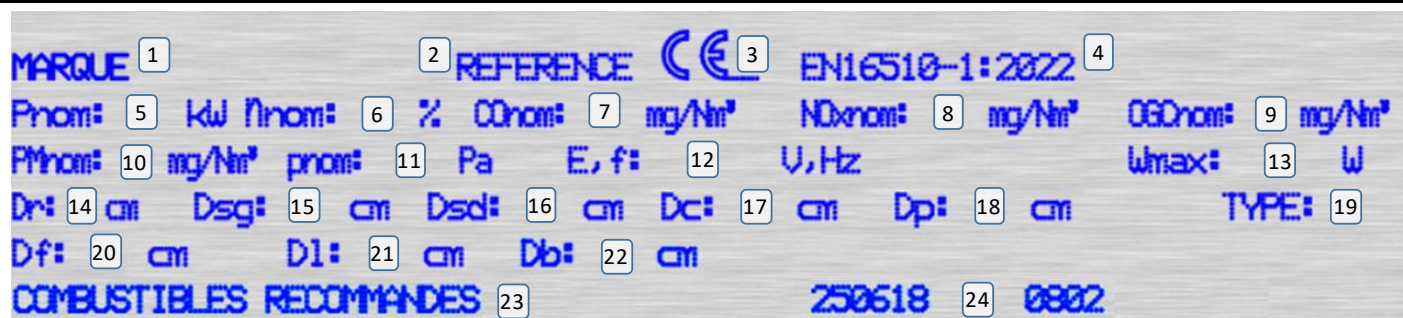 MARQUE 1 2 REFERENCE CE 3 EN16510-1:2022 4
Pnom: 5 kW ηnom: 6 % COnom: 7 mg/Nm³ NOxnom: 8 mg/Nm³ OGCnom: 9 mg/Nm³
PMnom: 10 mg/Nm³ pnom: 11 Pa E,f: 12 V,Hz Wmax: 13 W
Dr: 14 cm Dsg: 15 cm Dsd: 16 cm Dc: 17 cm Dp: 18 cm TYPE: 19
Df: 20 cm Dl: 21 cm Db: 22 cm
COMBUSTIBLES RECOMMANDES 23 250618 24 0802